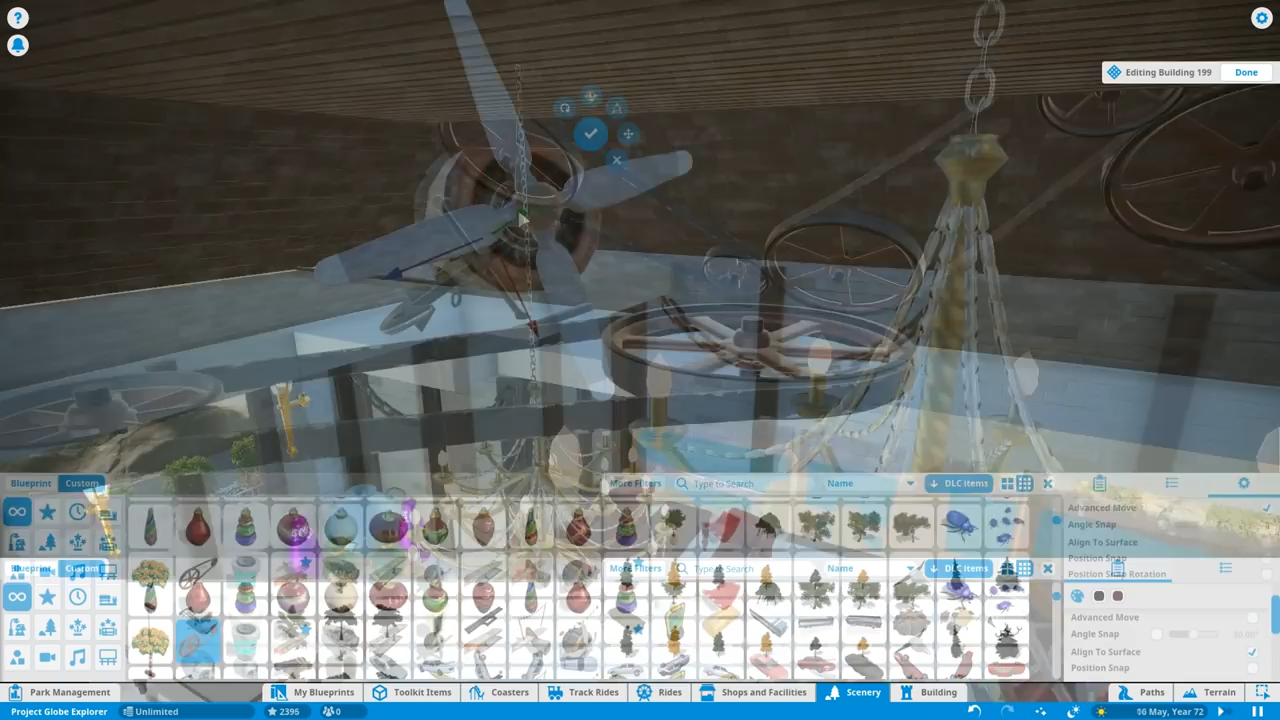 ?
Editing Building 199 Done
Blueprint Custom More Filters Type to Search Name DLC items
Advanced Move
Angle Snap
Align To Surface
Position Snap
Position Snap Rotation
Blueprint Custom More Filters Type to Search Name DLC items
Advanced Move
Angle Snap
Align To Surface
Position Snap
Park Management My Blueprints Toolkit Items Coasters Track Rides Rides Shops and Facilities Scenery Building Paths Terrain
Project Globe Explorer Unlimited 2395 0 06 May, Year 72